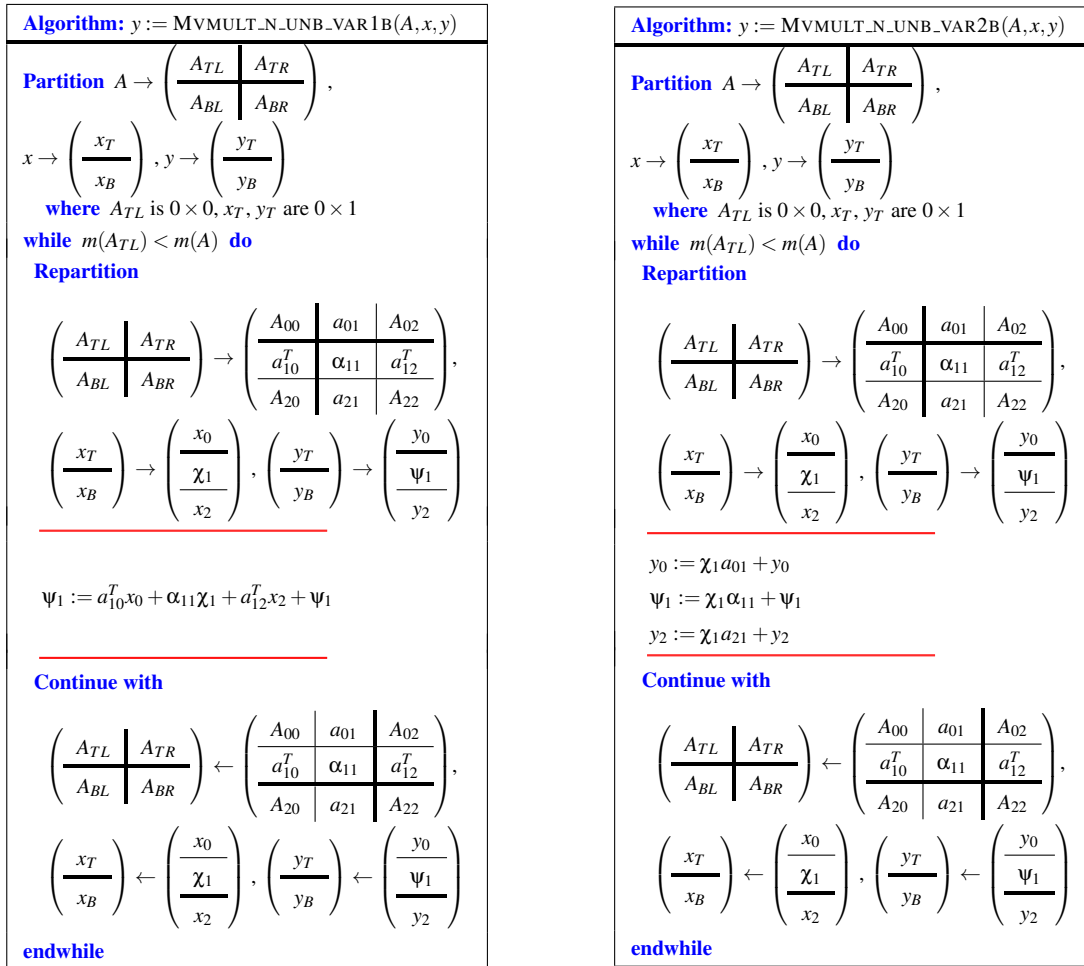 Algorithm: y := MVMULT_N_UNB_VAR1B(A,x,y)
Partition A → ( A_TL | A_TR ; A_BL | A_BR ) ,
x → ( x_T ; x_B ) , y → ( y_T ; y_B )
where A_TL is 0 × 0, x_T, y_T are 0 × 1
while m(A_TL) < m(A) do
Repartition
( A_TL | A_TR ; A_BL | A_BR ) → ( A_00 | a_01 | A_02 ; a_10^T | α_11 | a_12^T ; A_20 | a_21 | A_22 ) ,
( x_T ; x_B ) → ( x_0 ; χ_1 ; x_2 ) , ( y_T ; y_B ) → ( y_0 ; ψ_1 ; y_2 )
ψ_1 := a_10^T x_0 + α_11 χ_1 + a_12^T x_2 + ψ_1
Continue with
( A_TL | A_TR ; A_BL | A_BR ) ← ( A_00 | a_01 | A_02 ; a_10^T | α_11 | a_12^T ; A_20 | a_21 | A_22 ) ,
( x_T ; x_B ) ← ( x_0 ; χ_1 ; x_2 ) , ( y_T ; y_B ) ← ( y_0 ; ψ_1 ; y_2 )
endwhile
Algorithm: y := MVMULT_N_UNB_VAR2B(A,x,y)
Partition A → ( A_TL | A_TR ; A_BL | A_BR ) ,
x → ( x_T ; x_B ) , y → ( y_T ; y_B )
where A_TL is 0 × 0, x_T, y_T are 0 × 1
while m(A_TL) < m(A) do
Repartition
( A_TL | A_TR ; A_BL | A_BR ) → ( A_00 | a_01 | A_02 ; a_10^T | α_11 | a_12^T ; A_20 | a_21 | A_22 ) ,
( x_T ; x_B ) → ( x_0 ; χ_1 ; x_2 ) , ( y_T ; y_B ) → ( y_0 ; ψ_1 ; y_2 )
y_0 := χ_1 a_01 + y_0
ψ_1 := χ_1 α_11 + ψ_1
y_2 := χ_1 a_21 + y_2
Continue with
( A_TL | A_TR ; A_BL | A_BR ) ← ( A_00 | a_01 | A_02 ; a_10^T | α_11 | a_12^T ; A_20 | a_21 | A_22 ) ,
( x_T ; x_B ) ← ( x_0 ; χ_1 ; x_2 ) , ( y_T ; y_B ) ← ( y_0 ; ψ_1 ; y_2 )
endwhile